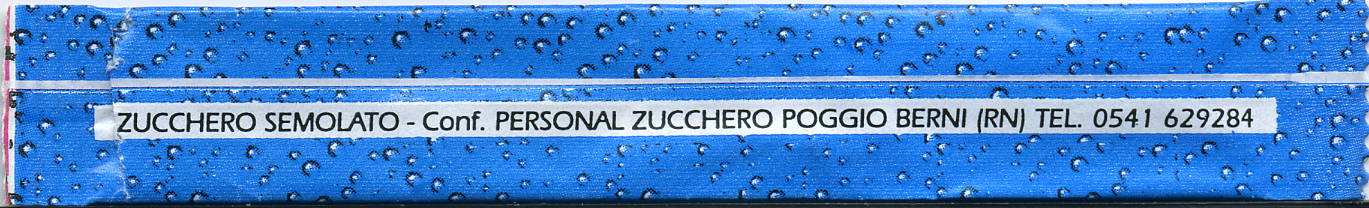 ZUCCHERO SEMOLATO - Conf. PERSONAL ZUCCHERO POGGIO BERNI (RN) TEL. 0541 629284